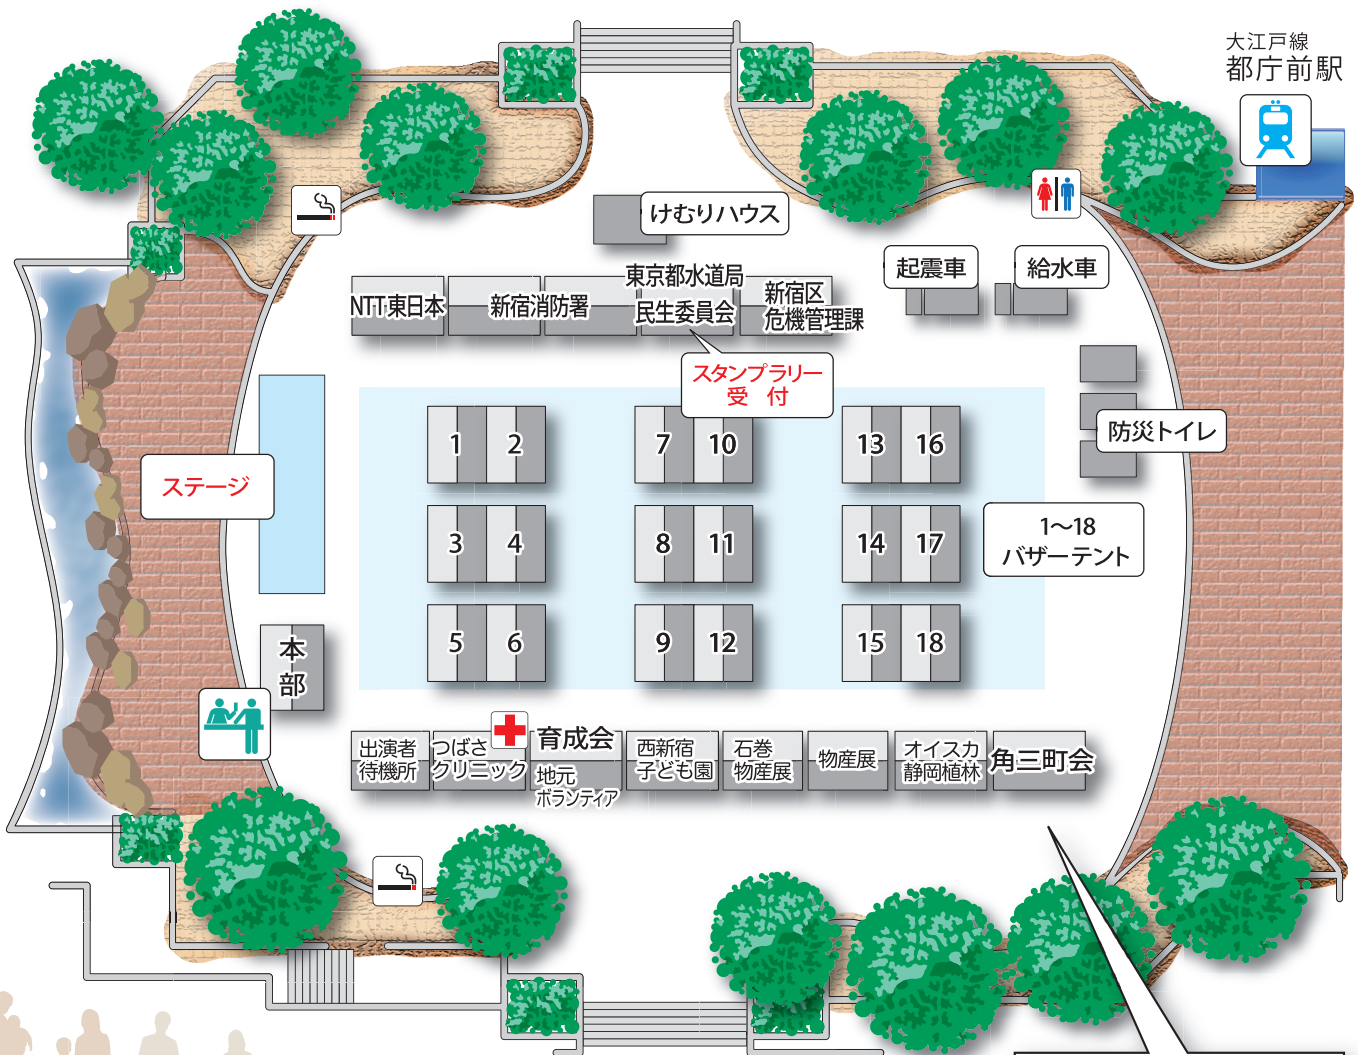 大江戸線
都庁前駅
けむりハウス
起震車
給水車
NTT東日本
新宿消防署
東京都水道局
民生委員会
新宿区
危機管理課
スタンプラリー
受 付
防災トイレ
1 2 7 10 13 16
ステージ
3 4 8 11 14 17
1〜18
バザーテント
5 6 9 12 15 18
本
部
出演者
待機所
つばさ
クリニック
育成会
地元
ボランティア
西新宿
子ども園
石巻
物産展
物産展
オイスカ
静岡植林
角三町会